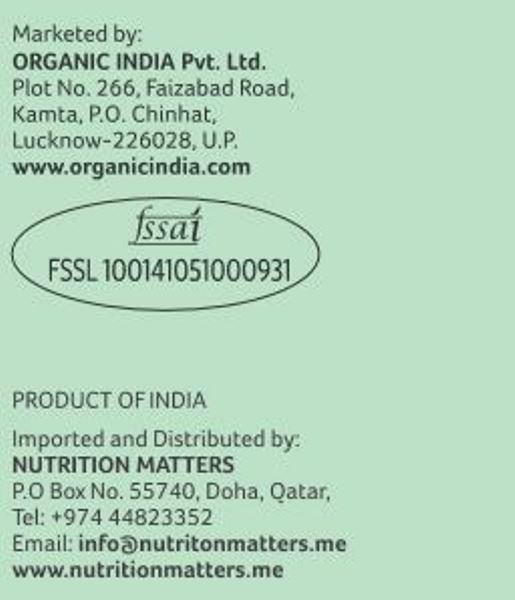 Marketed by:
ORGANIC INDIA Pvt. Ltd.
Plot No. 266, Faizabad Road,
Kamta, P.O. Chinhat,
Lucknow-226028, U.P.
www.organicindia.com
fssai
FSSL 100141051000931
PRODUCT OF INDIA
Imported and Distributed by:
NUTRITION MATTERS
P.O Box No. 55740, Doha, Qatar,
Tel: +974 44823352
Email: info@nutritonmatters.me
www.nutritionmatters.me